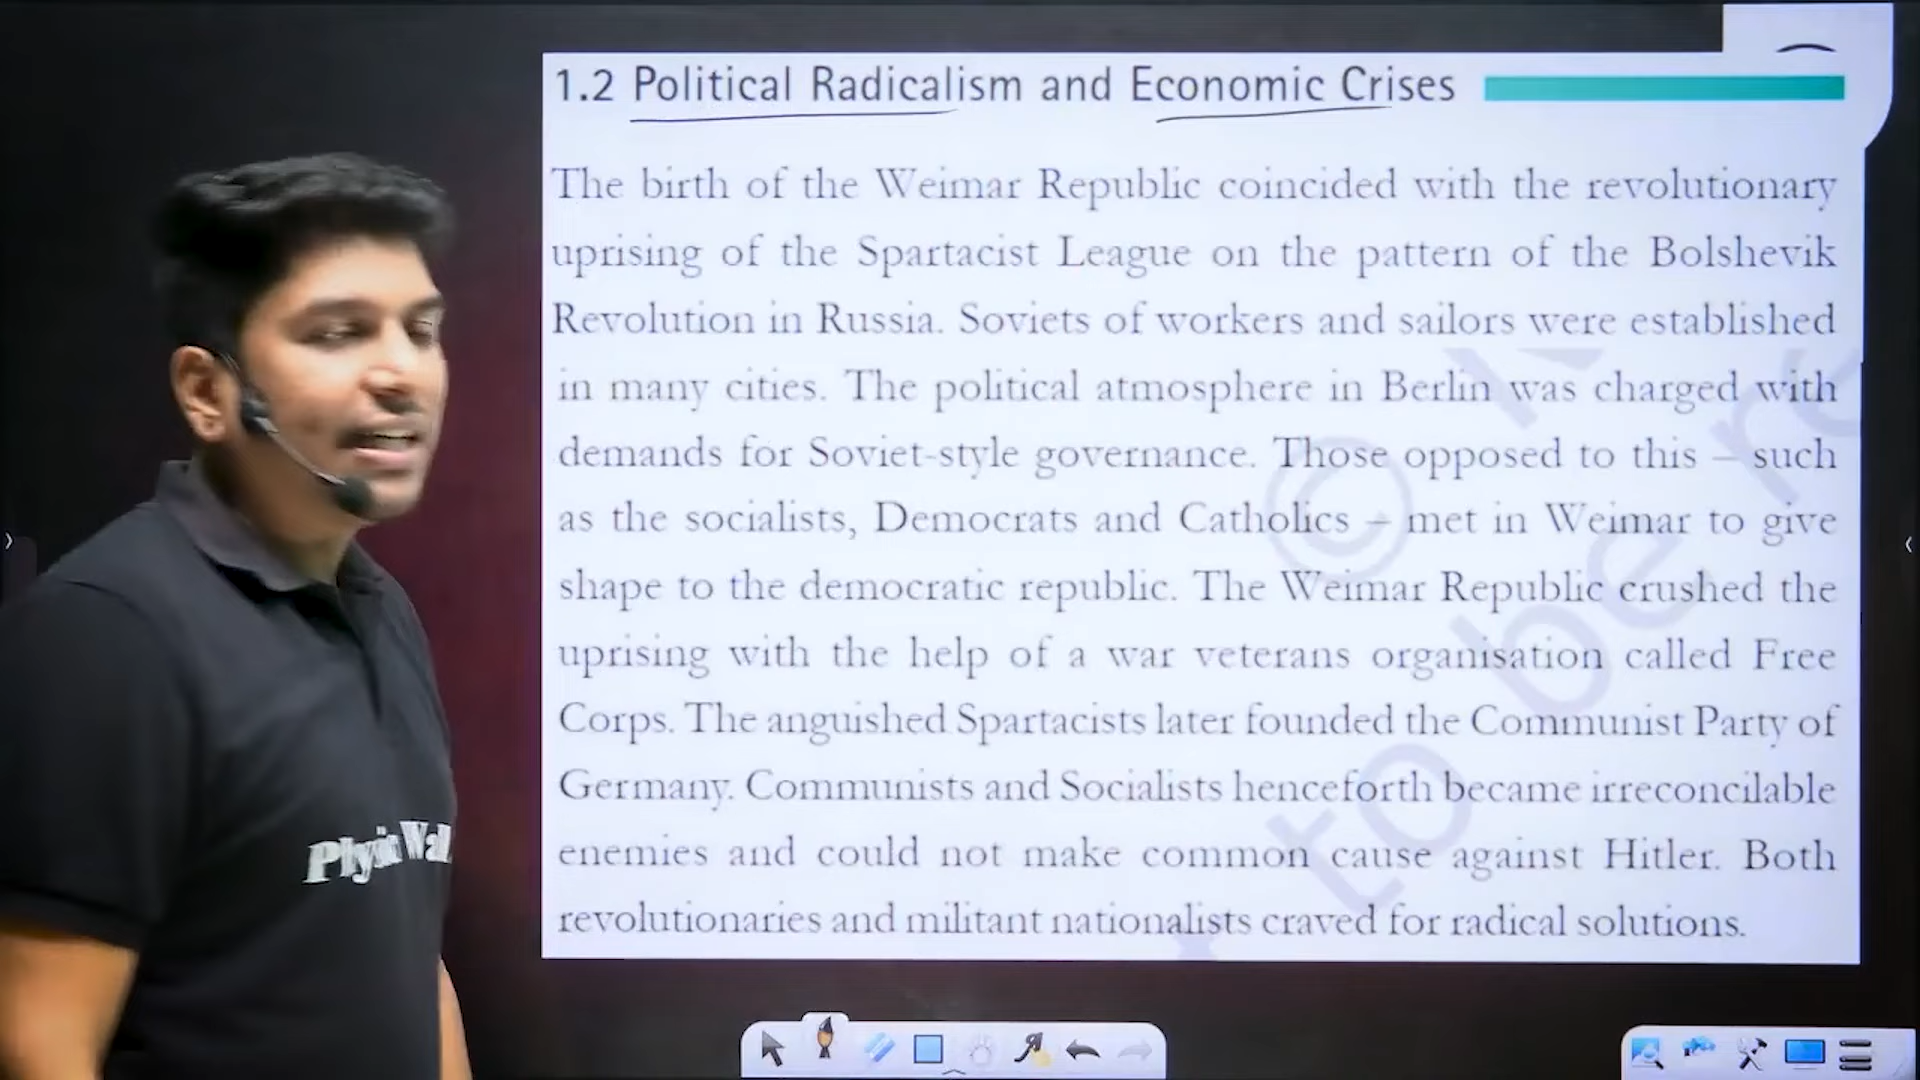 1.2 Political Radicalism and Economic Crises
The birth of the Weimar Republic coincided with the revolutionary
uprising of the Spartacist League on the pattern of the Bolshevik
Revolution in Russia. Soviets of workers and sailors were established
in many cities. The political atmosphere in Berlin was charged with
demands for Soviet-style governance. Those opposed to this – such
as the socialists, Democrats and Catholics – met in Weimar to give
shape to the democratic republic. The Weimar Republic crushed the
uprising with the help of a war veterans organisation called Free
Corps. The anguished Spartacists later founded the Communist Party of
Germany. Communists and Socialists henceforth became irreconcilable
enemies and could not make common cause against Hitler. Both
revolutionaries and militant nationalists craved for radical solutions.
© 
to be re